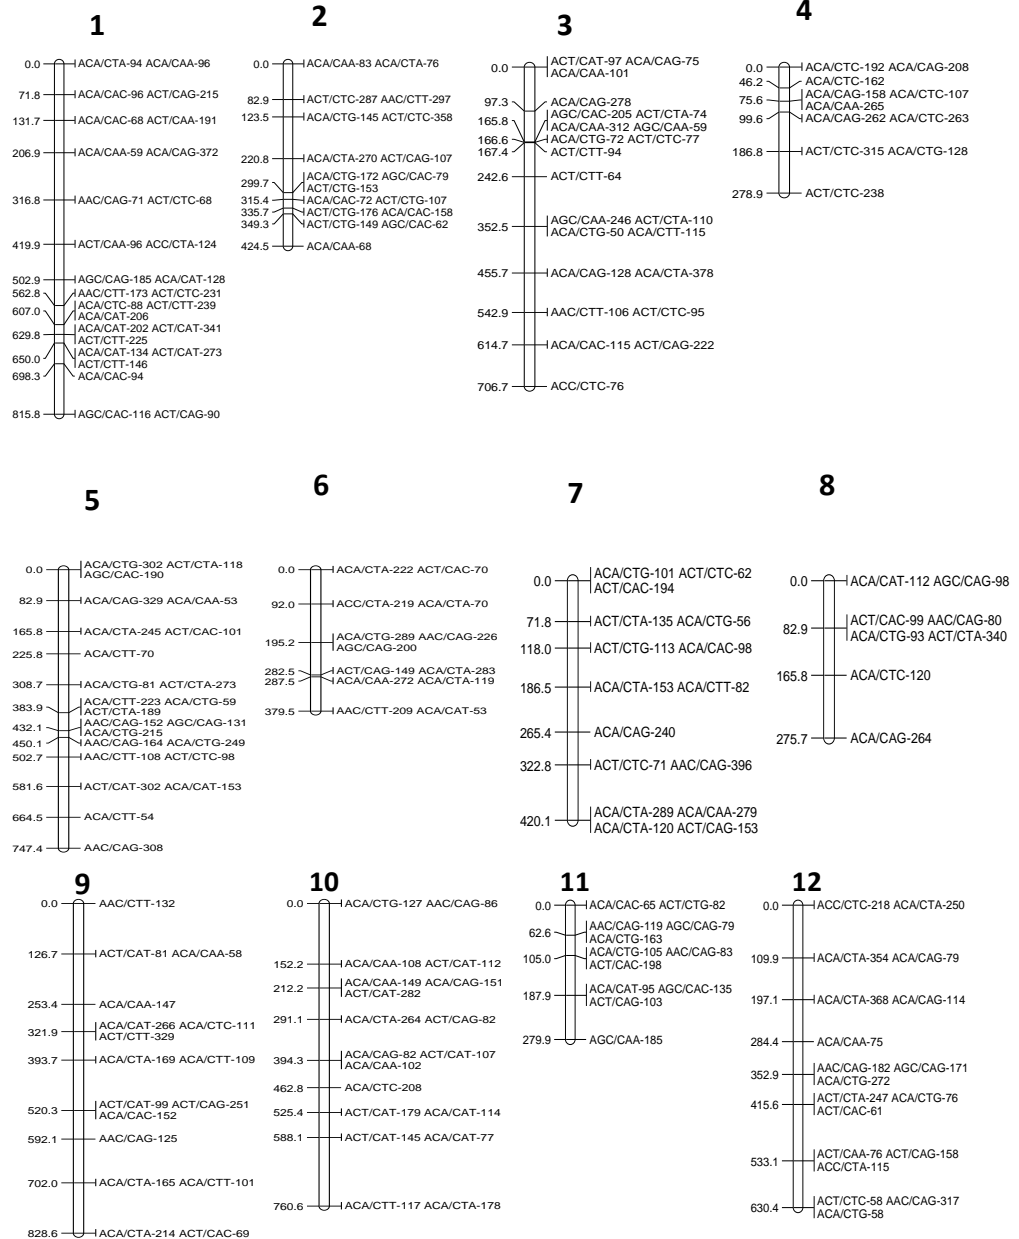 1
0.0 ACA/CTA-94 ACA/CAA-96
71.8 ACA/CAC-96 ACT/CAG-215
131.7 ACA/CAC-68 ACT/CAA-191
206.9 ACA/CAA-59 ACA/CAG-372
316.8 AAC/CAG-71 ACT/CTC-68
419.9 ACT/CAA-96 ACC/CTA-124
502.9 AGC/CAG-185 ACA/CAT-128
562.8 AAC/CTT-173 ACT/CTC-231
607.0 ACA/CTC-88 ACT/CTT-239
ACA/CAT-206
629.8 ACA/CAT-202 ACT/CAT-341
ACT/CTT-225
650.0 ACA/CAT-134 ACT/CAT-273
ACT/CTT-146
698.3 ACA/CAC-94
815.8 AGC/CAC-116 ACT/CAG-90
2
0.0 ACA/CAA-83 ACA/CTA-76
82.9 ACT/CTC-287 AAC/CTT-297
123.5 ACA/CTG-145 ACT/CTC-358
220.8 ACA/CTA-270 ACT/CAG-107
299.7 ACA/CTG-172 AGC/CAC-79
ACT/CTG-153
315.4 ACA/CAC-72 ACT/CTG-107
335.7 ACT/CTG-176 ACA/CAC-158
349.3 ACT/CTG-149 AGC/CAC-62
424.5 ACA/CAA-68
3
0.0 ACT/CAT-97 ACA/CAG-75
ACA/CAA-101
97.3 ACA/CAG-278
165.8 AGC/CAC-205 ACT/CTA-74
ACA/CAA-312 AGC/CAA-59
166.6 ACA/CTG-72 ACT/CTC-77
167.4 ACT/CTT-94
242.6 ACT/CTT-64
352.5 AGC/CAA-246 ACT/CTA-110
ACA/CTG-50 ACA/CTT-115
455.7 ACA/CAG-128 ACA/CTA-378
542.9 AAC/CTT-106 ACT/CTC-95
614.7 ACA/CAC-115 ACT/CAG-222
706.7 ACC/CTC-76
4
0.0 ACA/CTC-192 ACA/CAG-208
46.2 ACA/CTC-162
75.6 ACA/CAG-158 ACA/CTC-107
ACA/CAA-265
99.6 ACA/CAG-262 ACA/CTC-263
186.8 ACT/CTC-315 ACA/CTG-128
278.9 ACT/CTC-238
5
0.0 ACA/CTG-302 ACT/CTA-118
AGC/CAC-190
82.9 ACA/CAG-329 ACA/CAA-53
165.8 ACA/CTA-245 ACT/CAC-101
225.8 ACA/CTT-70
308.7 ACA/CTG-81 ACT/CTA-273
383.9 ACA/CTT-223 ACA/CTG-59
ACT/CTA-189
432.1 AAC/CAG-152 AGC/CAG-131
ACA/CTG-215
450.1 AAC/CAG-164 ACA/CTG-249
502.7 AAC/CTT-108 ACT/CTC-98
581.6 ACT/CAT-302 ACA/CAT-153
664.5 ACA/CTT-54
747.4 AAC/CAG-308
6
0.0 ACA/CTA-222 ACT/CAC-70
92.0 ACC/CTA-219 ACA/CTA-70
195.2 ACA/CTG-289 AAC/CAG-226
AGC/CAG-200
282.5 ACT/CAG-149 ACA/CTA-283
287.5 ACA/CAA-272 ACA/CTA-119
379.5 AAC/CTT-209 ACA/CAT-53
7
0.0 ACA/CTG-101 ACT/CTC-62
ACT/CAC-194
71.8 ACT/CTA-135 ACA/CTG-56
118.0 ACT/CTG-113 ACA/CAC-98
186.5 ACA/CTA-153 ACA/CTT-82
265.4 ACA/CAG-240
322.8 ACT/CTC-71 AAC/CAG-396
420.1 ACA/CTA-289 ACA/CAA-279
ACA/CTA-120 ACT/CAG-153
8
0.0 ACA/CAT-112 AGC/CAG-98
82.9 ACT/CAC-99 AAC/CAG-80
ACA/CTG-93 ACT/CTA-340
165.8 ACA/CTC-120
275.7 ACA/CAG-264
9
0.0 AAC/CTT-132
126.7 ACT/CAT-81 ACA/CAA-58
253.4 ACA/CAA-147
321.9 ACA/CAT-266 ACA/CTC-111
ACT/CTT-329
393.7 ACA/CTA-169 ACA/CTT-109
520.3 ACT/CAT-99 ACT/CAG-251
ACA/CAC-152
592.1 AAC/CAG-125
702.0 ACA/CTA-165 ACA/CTT-101
828.6 ACA/CTA-214 ACT/CAC-69
10
0.0 ACA/CTG-127 AAC/CAG-86
152.2 ACA/CAA-108 ACT/CAT-112
212.2 ACA/CAA-149 ACA/CAG-151
ACT/CAT-282
291.1 ACA/CTA-264 ACT/CAG-82
394.3 ACA/CAG-82 ACT/CAT-107
ACA/CAA-102
462.8 ACA/CTC-208
525.4 ACT/CAT-179 ACA/CAT-114
588.1 ACT/CAT-145 ACA/CAT-77
760.6 ACA/CTT-117 ACA/CTA-178
11
0.0 ACA/CAC-65 ACT/CTG-82
62.6 AAC/CAG-119 AGC/CAG-79
ACA/CTG-163
105.0 ACA/CTG-105 AAC/CAG-83
ACT/CAC-198
187.9 ACA/CAT-95 AGC/CAC-135
ACT/CAG-103
279.9 AGC/CAA-185
12
0.0 ACC/CTC-218 ACA/CTA-250
109.9 ACA/CTA-354 ACA/CAG-79
197.1 ACA/CTA-368 ACA/CAG-114
284.4 ACA/CAA-75
352.9 AAC/CAG-182 AGC/CAG-171
ACA/CTG-272
415.6 ACT/CTA-247 ACA/CTG-76
ACT/CAC-61
533.1 ACT/CAA-76 ACT/CAG-158
ACC/CTA-115
630.4 ACT/CTC-58 AAC/CAG-317
ACA/CTG-58